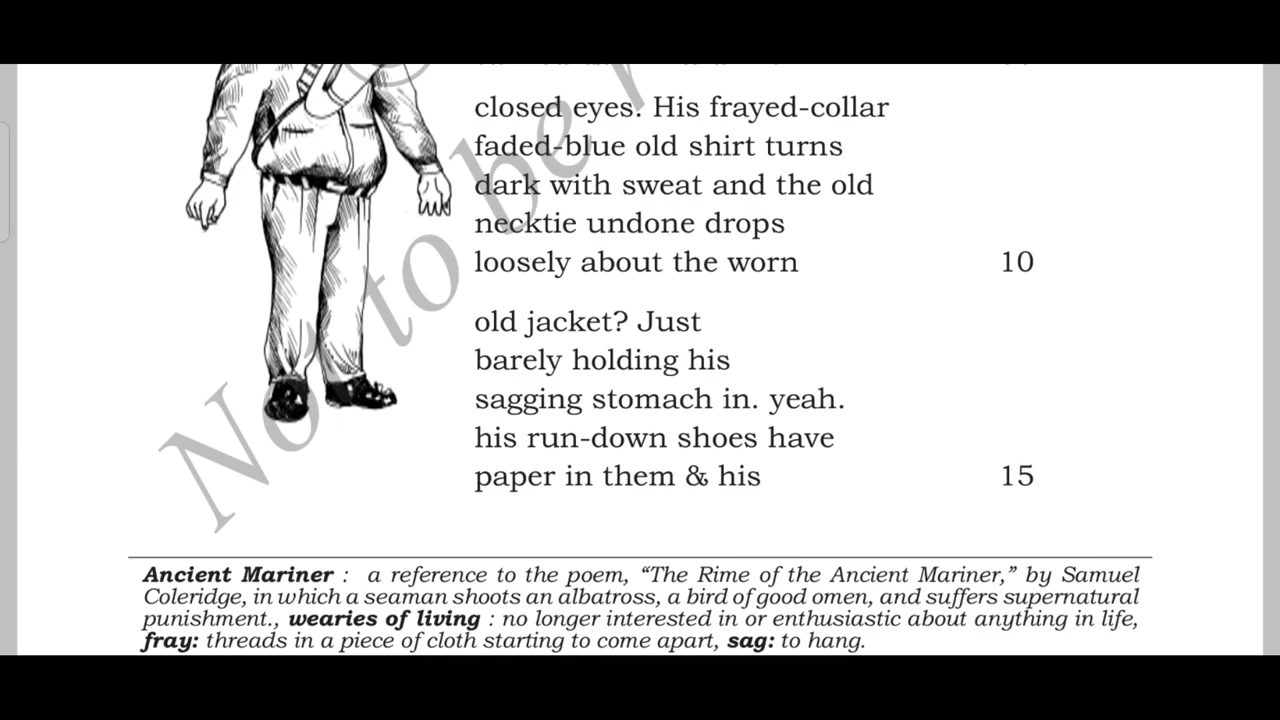 closed eyes. His frayed-collar
faded-blue old shirt turns
dark with sweat and the old
necktie undone drops
loosely about the worn 10
old jacket? Just
barely holding his
sagging stomach in. yeah.
his run-down shoes have
paper in them & his 15
Not to be r
Ancient Mariner : a reference to the poem, “The Rime of the Ancient Mariner,” by Samuel
Coleridge, in which a seaman shoots an albatross, a bird of good omen, and suffers supernatural
punishment., wearies of living : no longer interested in or enthusiastic about anything in life,
fray: threads in a piece of cloth starting to come apart, sag: to hang.